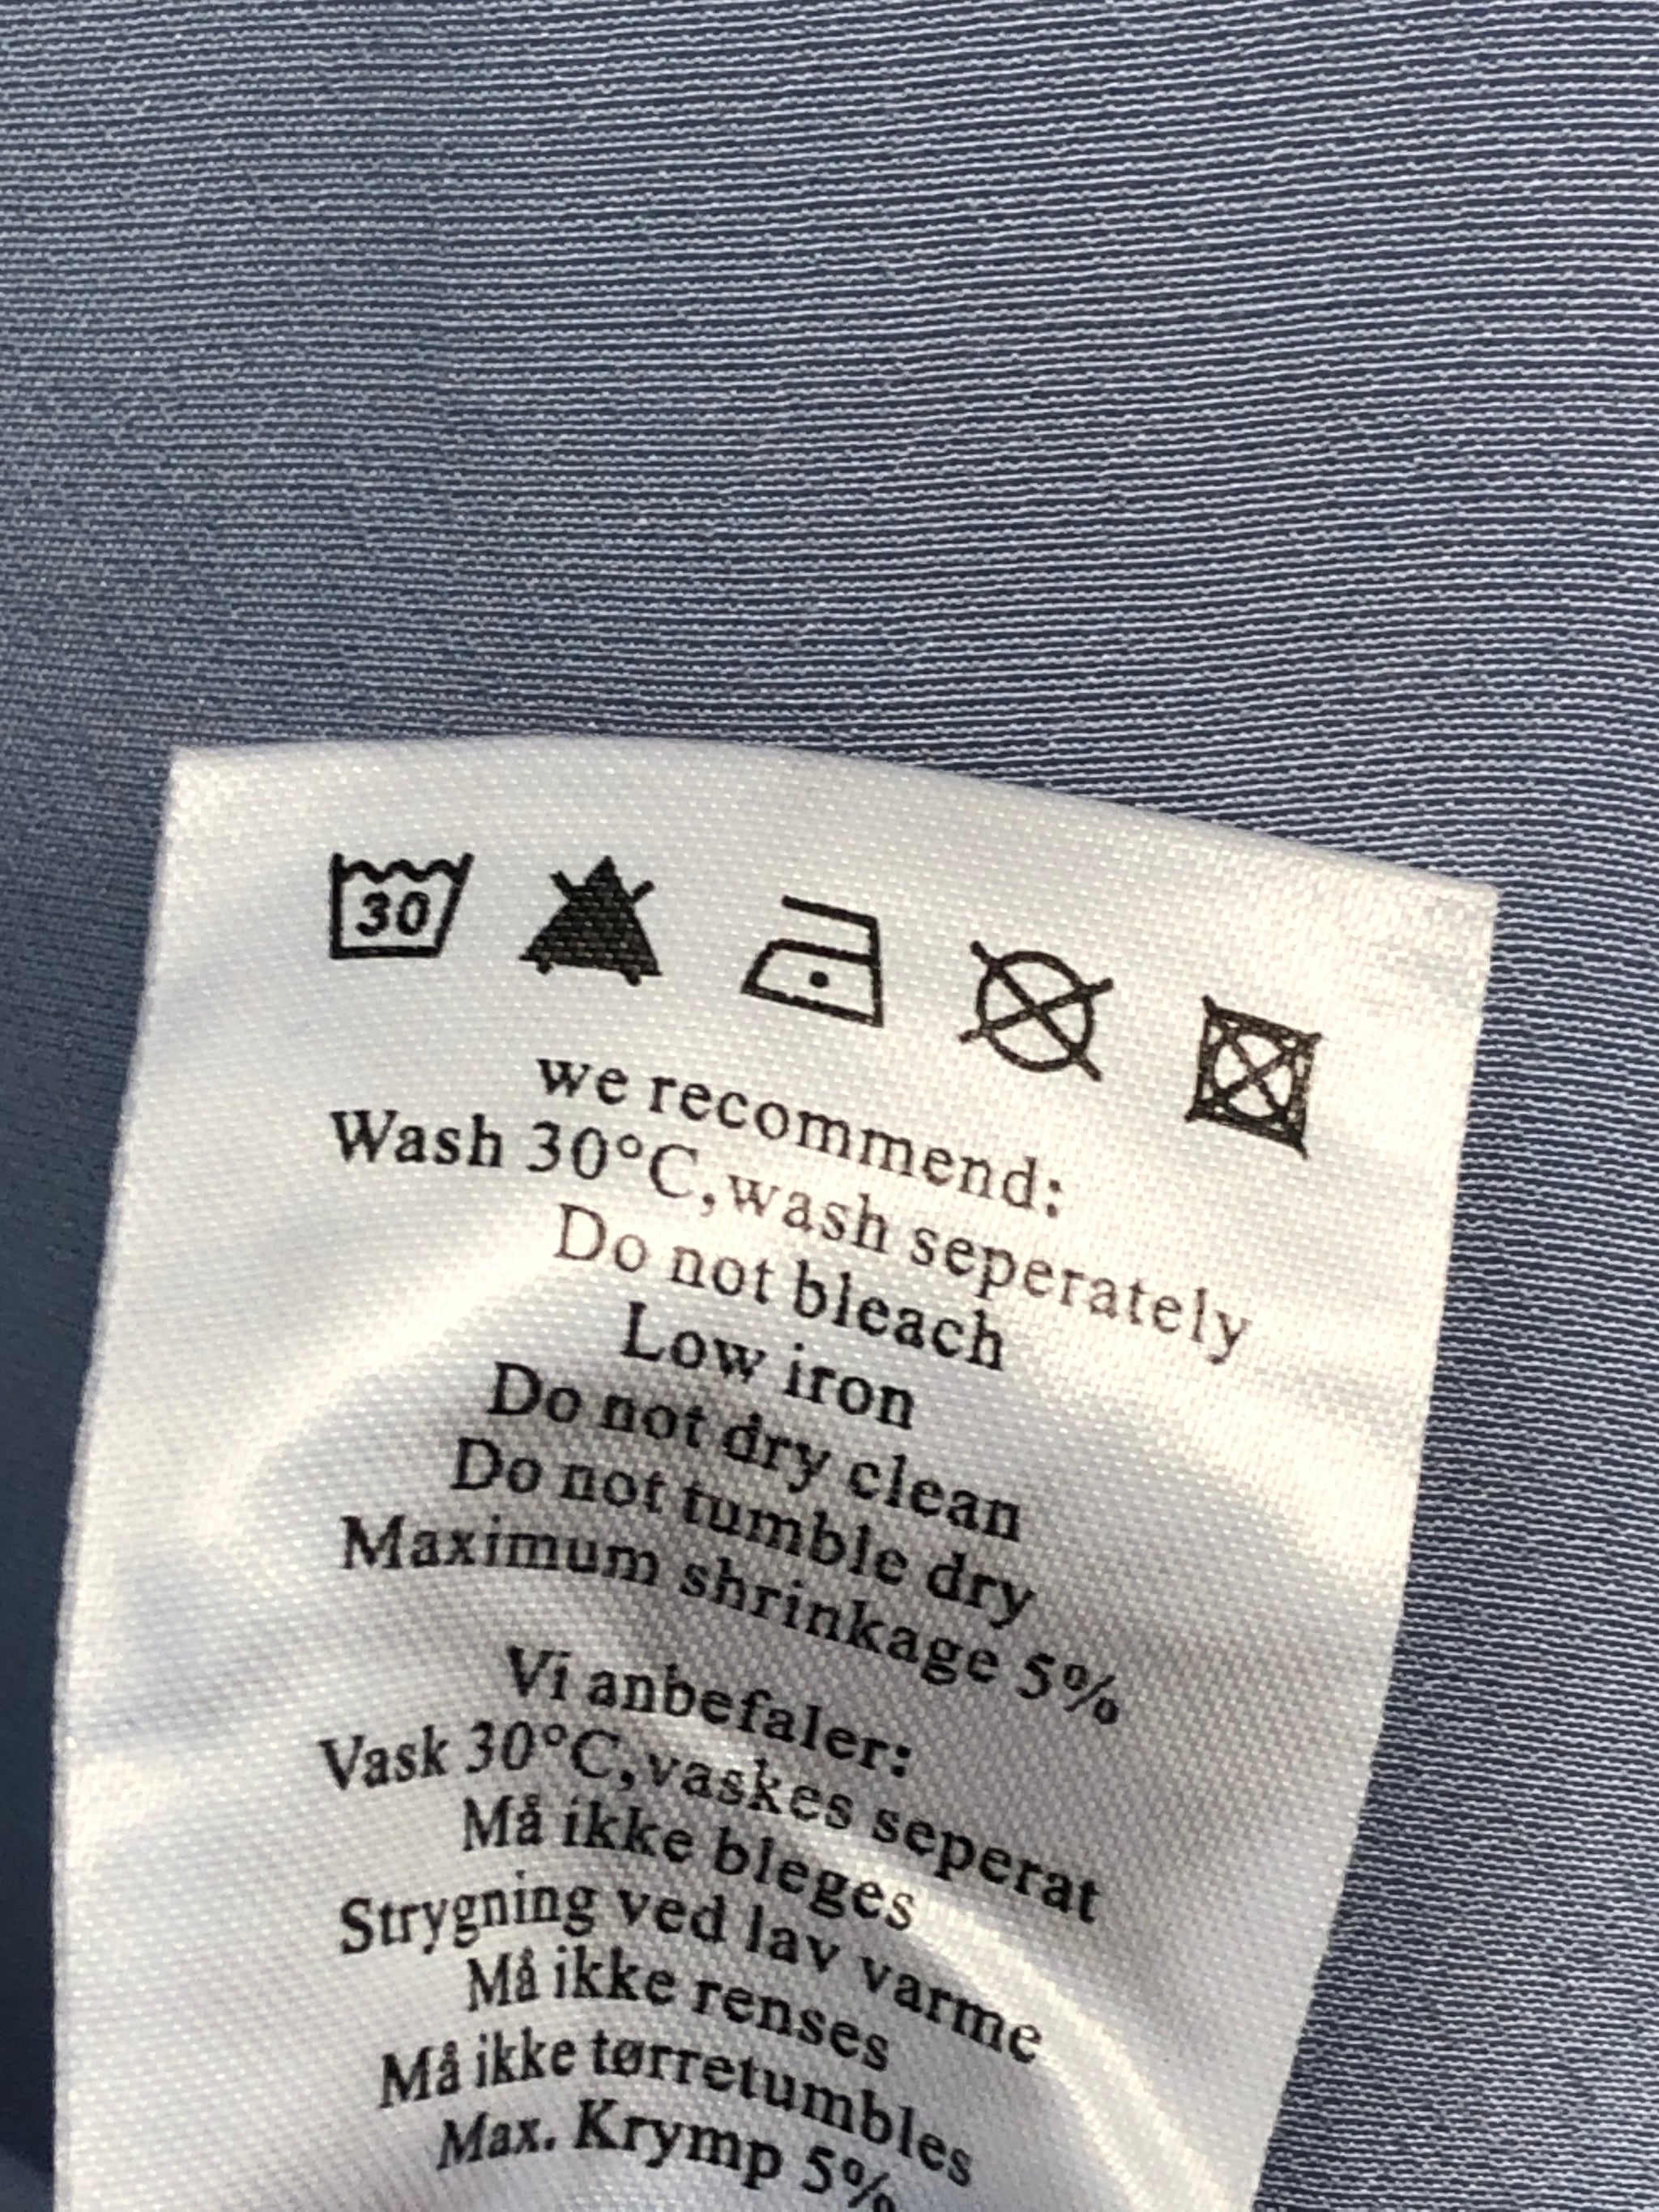 30
we recommend:
Wash 30°C,wash seperately
Do not bleach
Low iron
Do not dry clean
Do not tumble dry
Maximum shrinkage 5%
Vi anbefaler:
Vask 30°C,vaskes seperat
Må ikke bleges
Strygning ved lav varme
Må ikke renses
Må ikke tørretumbles
Max. Krymp 5%